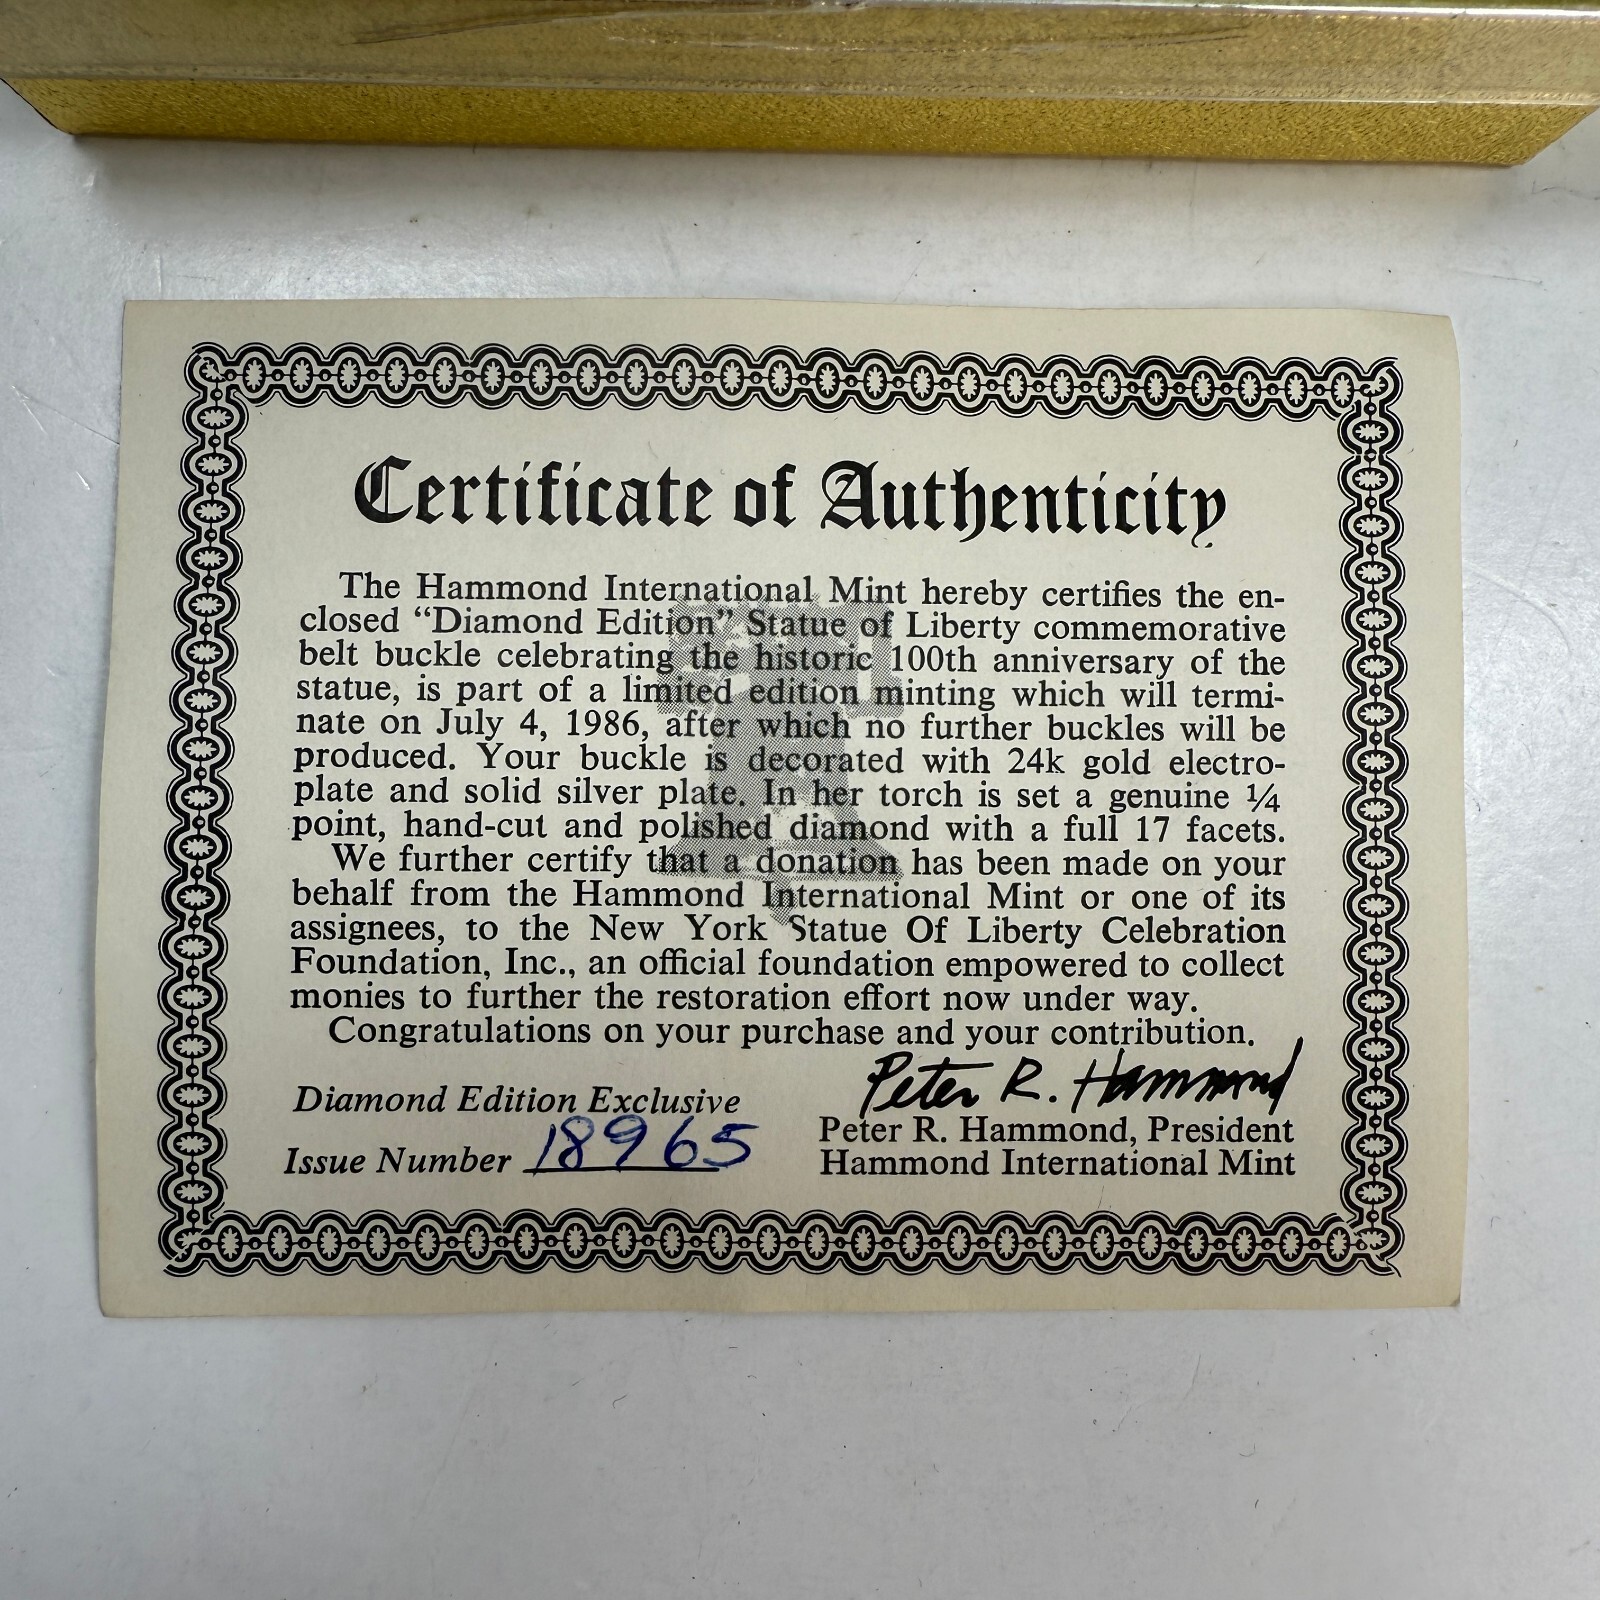 Certificate of Authenticity
The Hammond International Mint hereby certifies the en-
closed “Diamond Edition” Statue of Liberty commemorative
belt buckle celebrating the historic 100th anniversary of the
statue, is part of a limited edition minting which will termi-
nate on July 4, 1986, after which no further buckles will be
produced. Your buckle is decorated with 24k gold electro-
plate and solid silver plate. In her torch is set a genuine ¼
point, hand-cut and polished diamond with a full 17 facets.
We further certify that a donation has been made on your
behalf from the Hammond International Mint or one of its
assignees, to the New York Statue Of Liberty Celebration
Foundation, Inc., an official foundation empowered to collect
monies to further the restoration effort now under way.
Congratulations on your purchase and your contribution.
Peter R. Hammond
Diamond Edition Exclusive
Issue Number 18965
Peter R. Hammond, President
Hammond International Mint